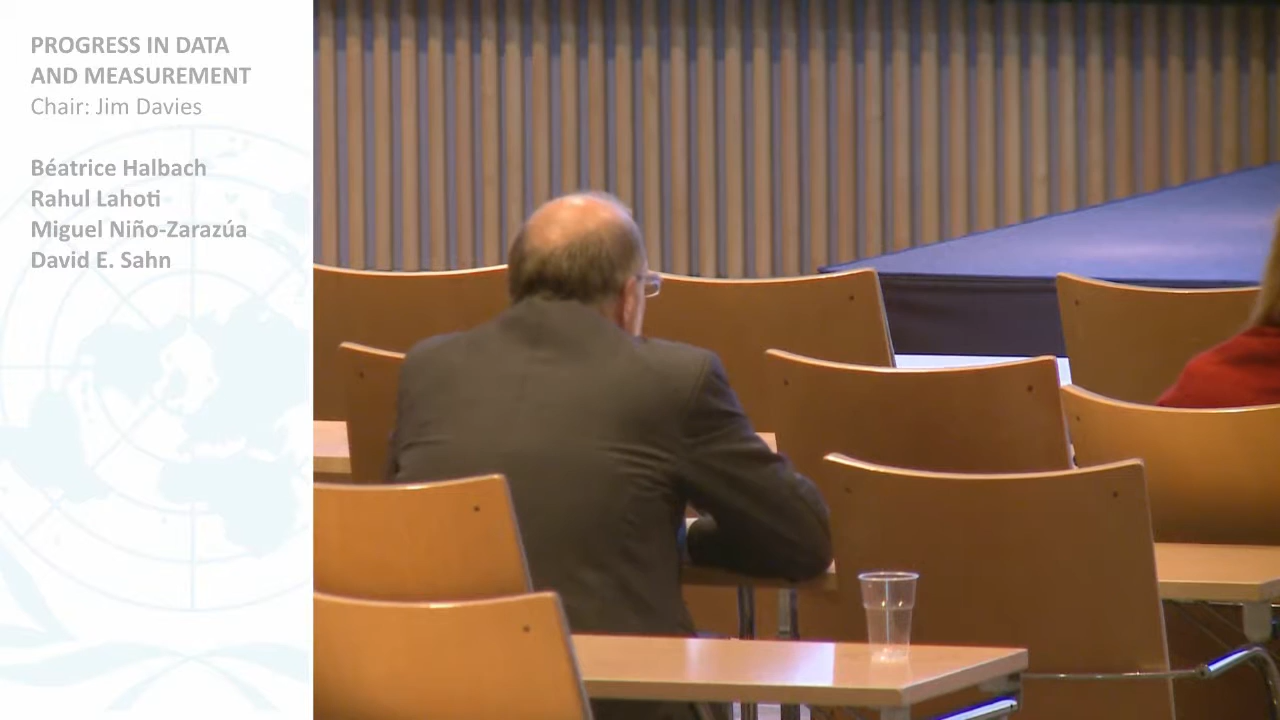 PROGRESS IN DATA
AND MEASUREMENT
Chair: Jim Davies
Béatrice Halbach
Rahul Lahoti
Miguel Niño-Zarazúa
David E. Sahn